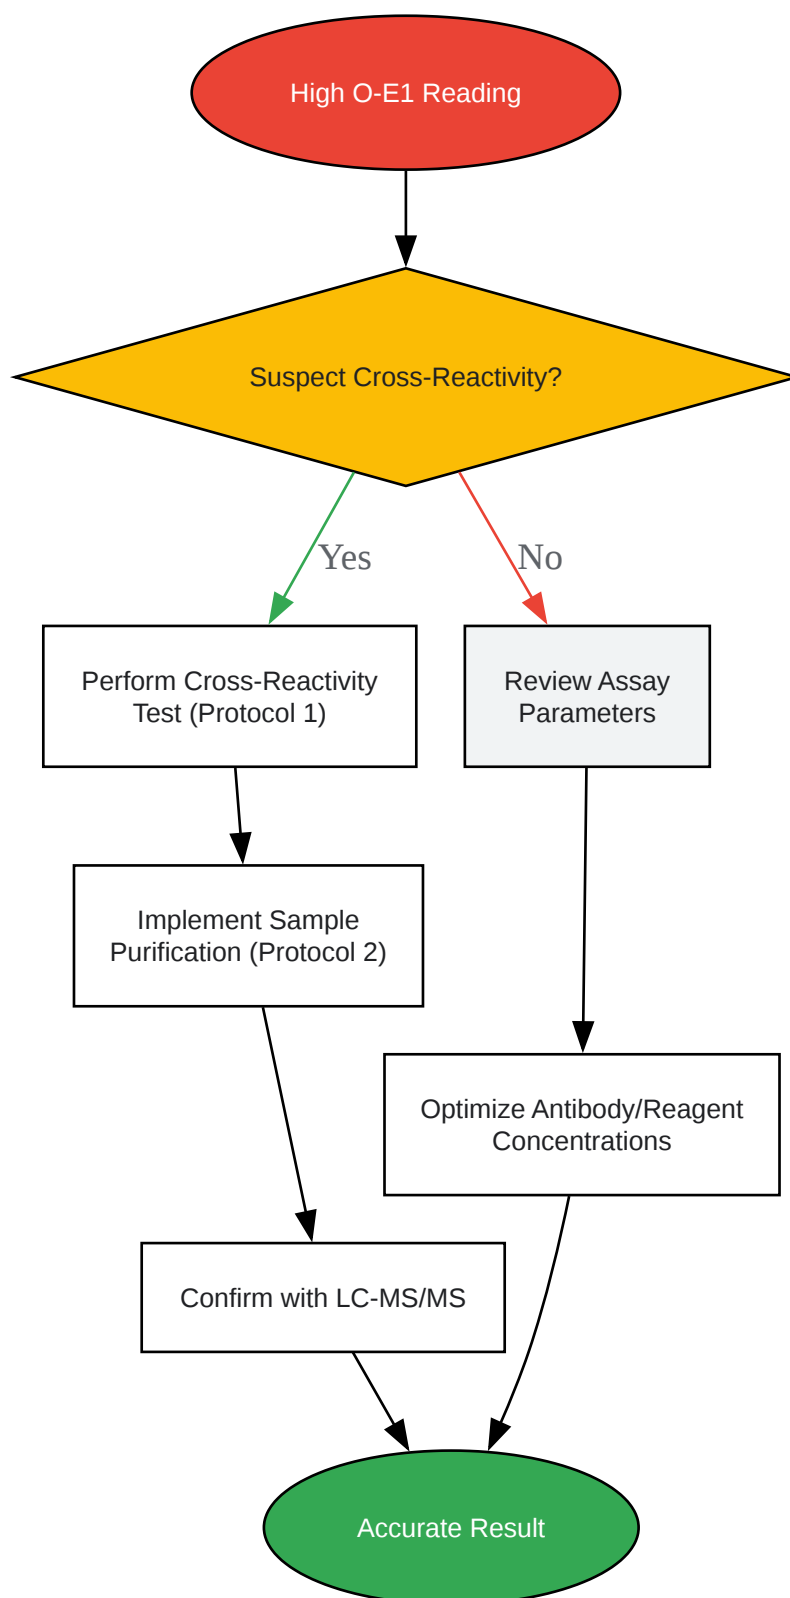 High O-E1 Reading
Suspect Cross-Reactivity?
Yes
No
Perform Cross-Reactivity
Test (Protocol 1)
Review Assay
Parameters
Implement Sample
Purification (Protocol 2)
Optimize Antibody/Reagent
Concentrations
Confirm with LC-MS/MS
Accurate Result